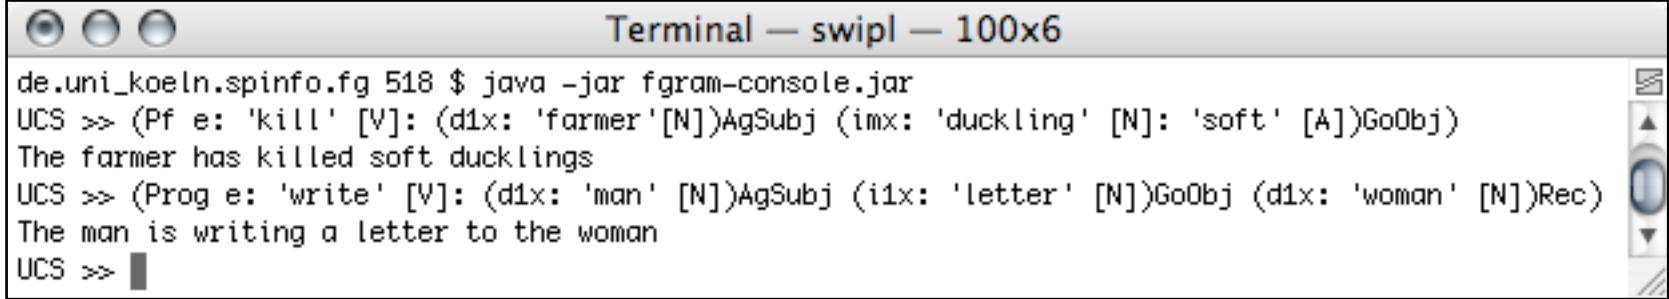 Terminal — swipl — 100x6
de.uni_koeln.spinfo.fg 518 $ java -jar fgram-console.jar
UCS >> (Pf e: 'kill' [V]: (d1x: 'farmer'[N])AgSubj (imx: 'duckling' [N]: 'soft' [A])GoObj)
The farmer has killed soft ducklings
UCS >> (Prog e: 'write' [V]: (d1x: 'man' [N])AgSubj (i1x: 'letter' [N])GoObj (d1x: 'woman' [N])Rec)
The man is writing a letter to the woman
UCS >>